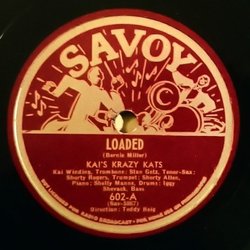 SAVOY
LOADED
(Bernie Miller)
KAI'S KRAZY KATS
Kai Winding, Trombone; Stan Getz, Tenor-Sax;
Shorty Rogers, Trumpet; Shorty Allen,
Piano; Shelly Manne, Drums; Iggy
Shevack, Bass
602-A
Direction: Teddy Reig